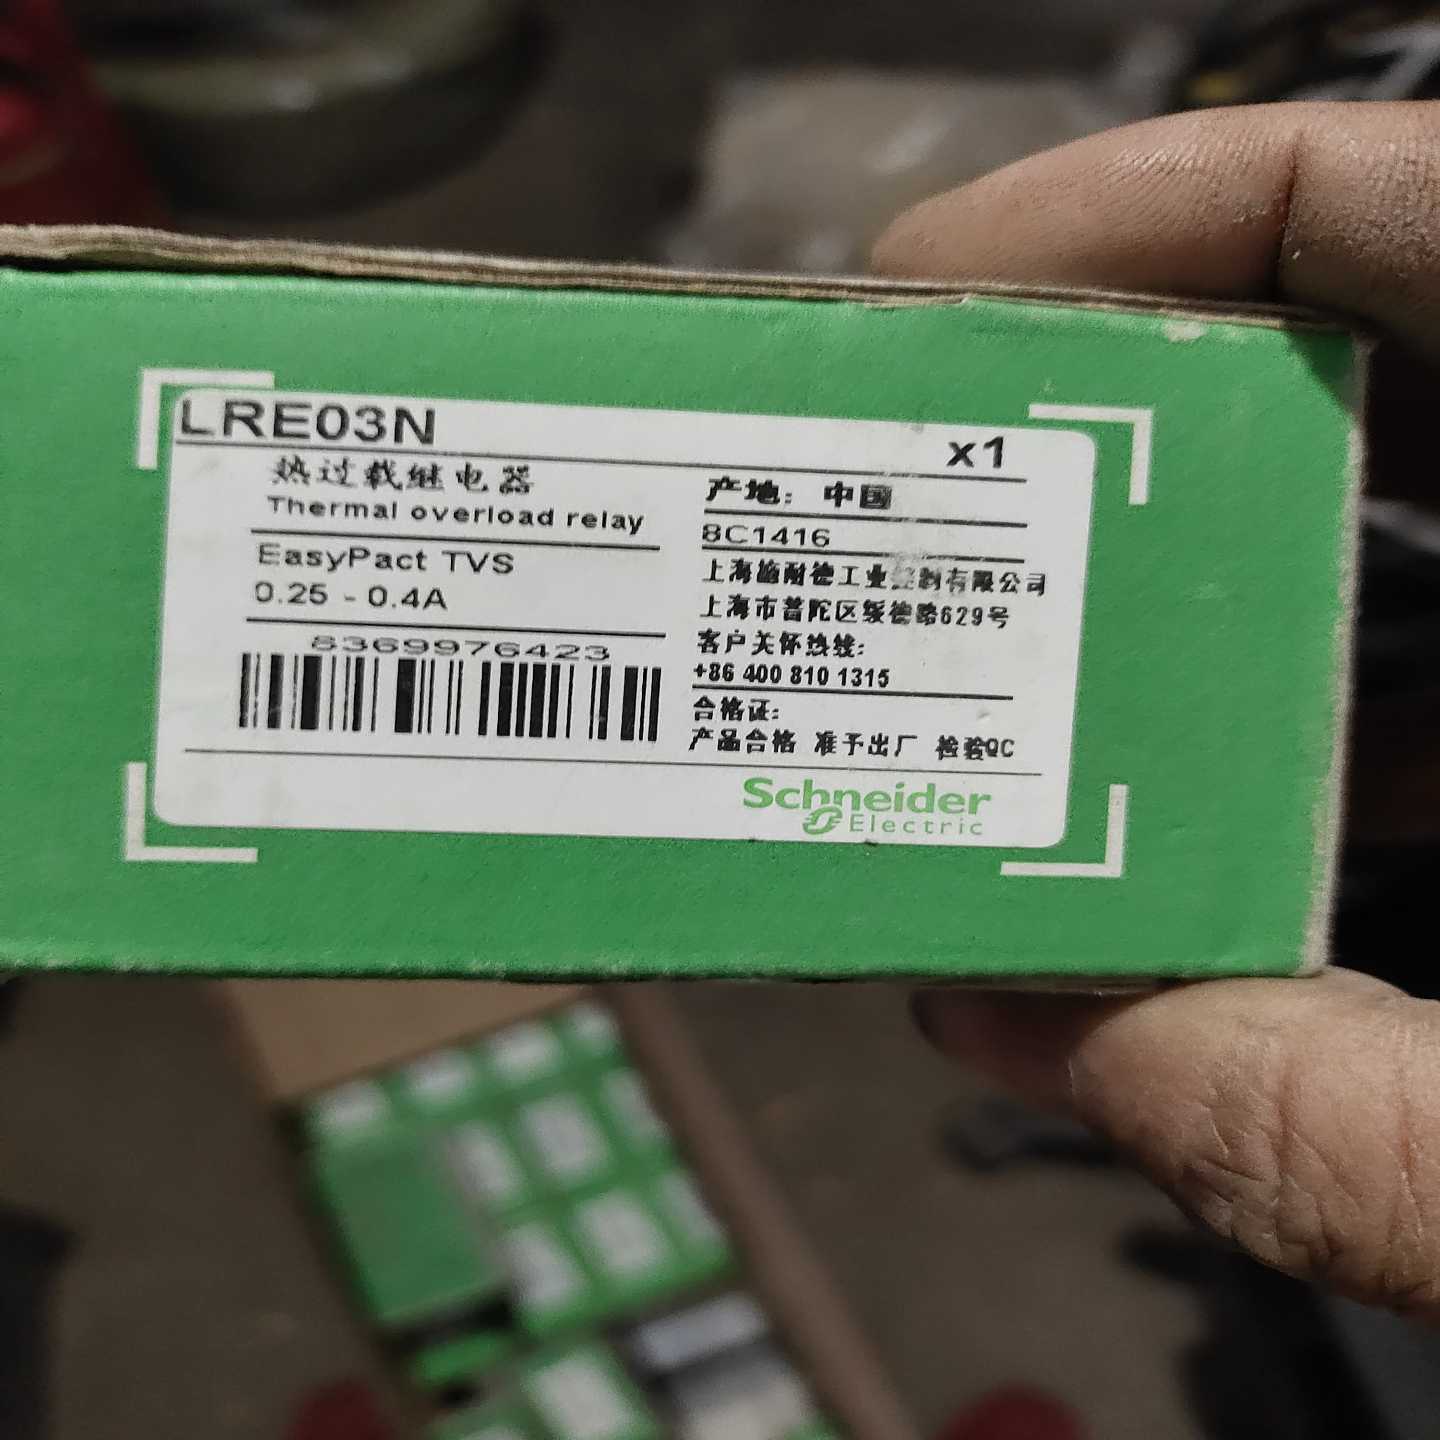 LRE03N
x1
热过载继电器
Thermal overload relay
EasyPact TVS
0.25 - 0.4A
8369976423
产地：中国
8C1416
上海施耐德工业控制有限公司
上海市普陀区绥德路629号
客户关怀热线:
+86 400 810 1315
合格证:
产品合格 准予出厂 检验QC
Schneider
Electric